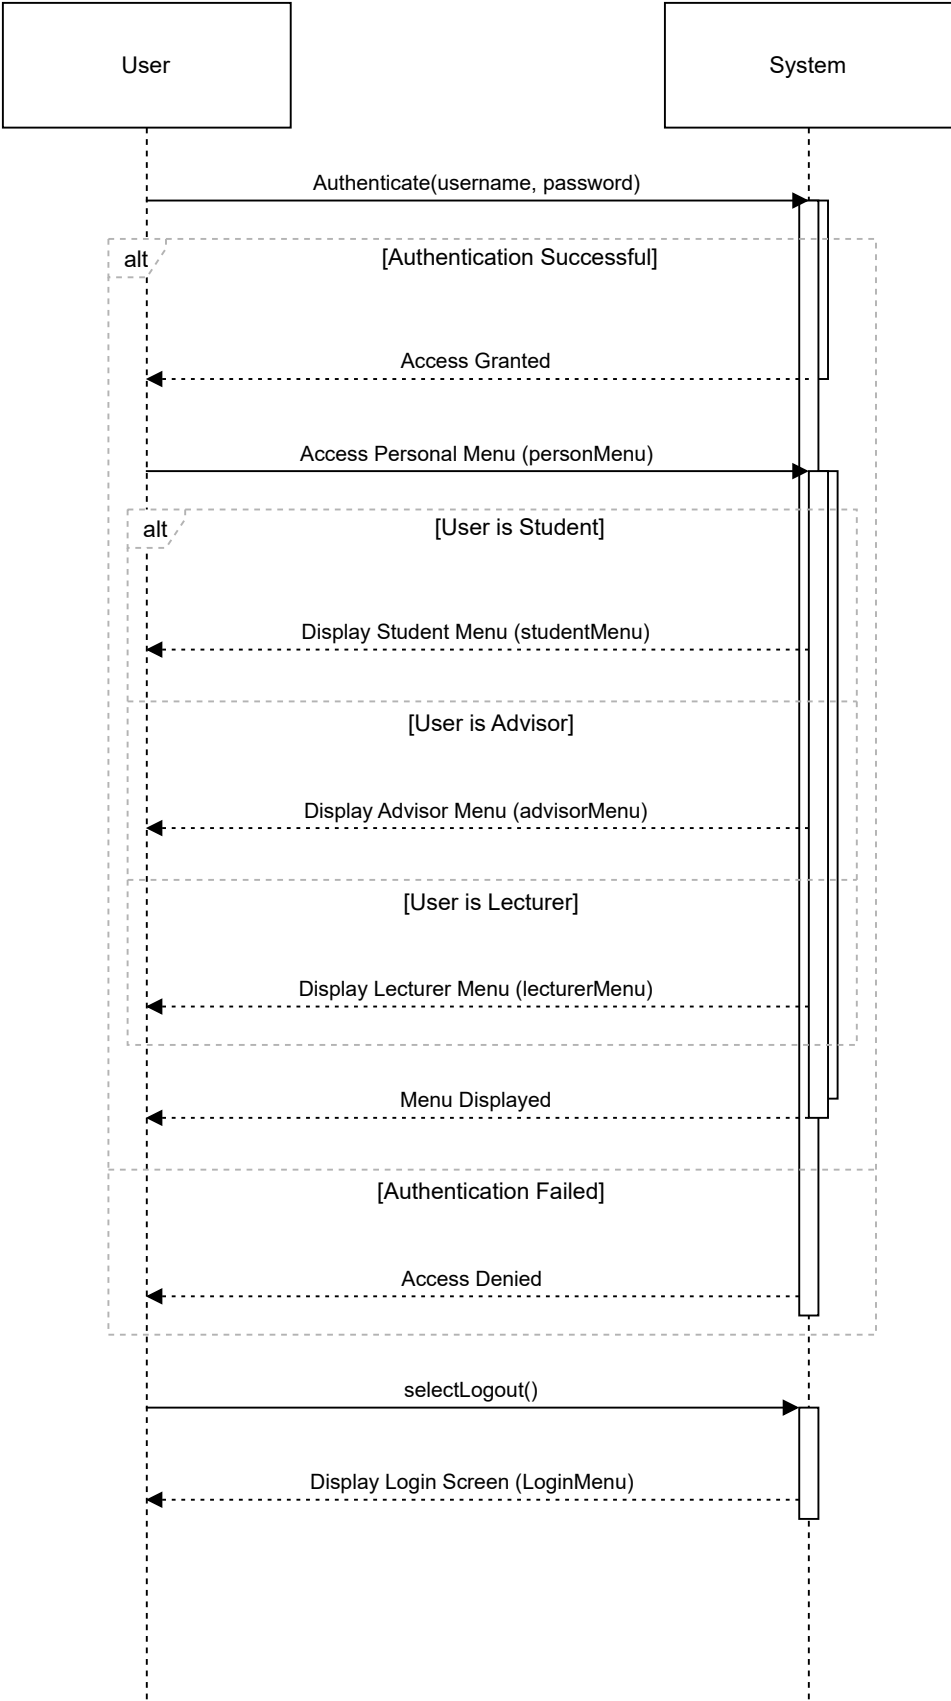 User
System
Authenticate(username, password)
alt
[Authentication Successful]
Access Granted
Access Personal Menu (personMenu)
alt
[User is Student]
Display Student Menu (studentMenu)
[User is Advisor]
Display Advisor Menu (advisorMenu)
[User is Lecturer]
Display Lecturer Menu (lecturerMenu)
Menu Displayed
[Authentication Failed]
Access Denied
selectLogout()
Display Login Screen (LoginMenu)